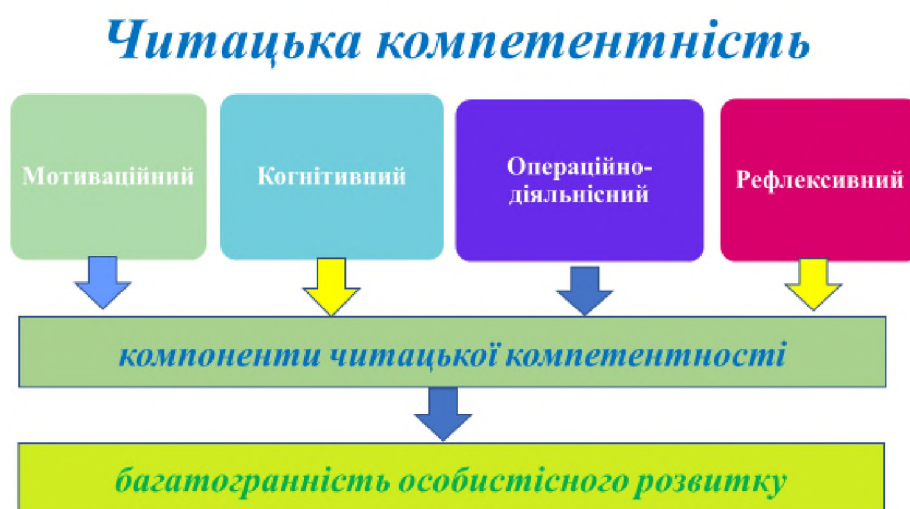 Читацька компетентність
Мотиваційний
Когнітивний
Операційно-
діяльнісний
Рефлексивний
компоненти читацької компетентності
багатогранність особистісного розвитку